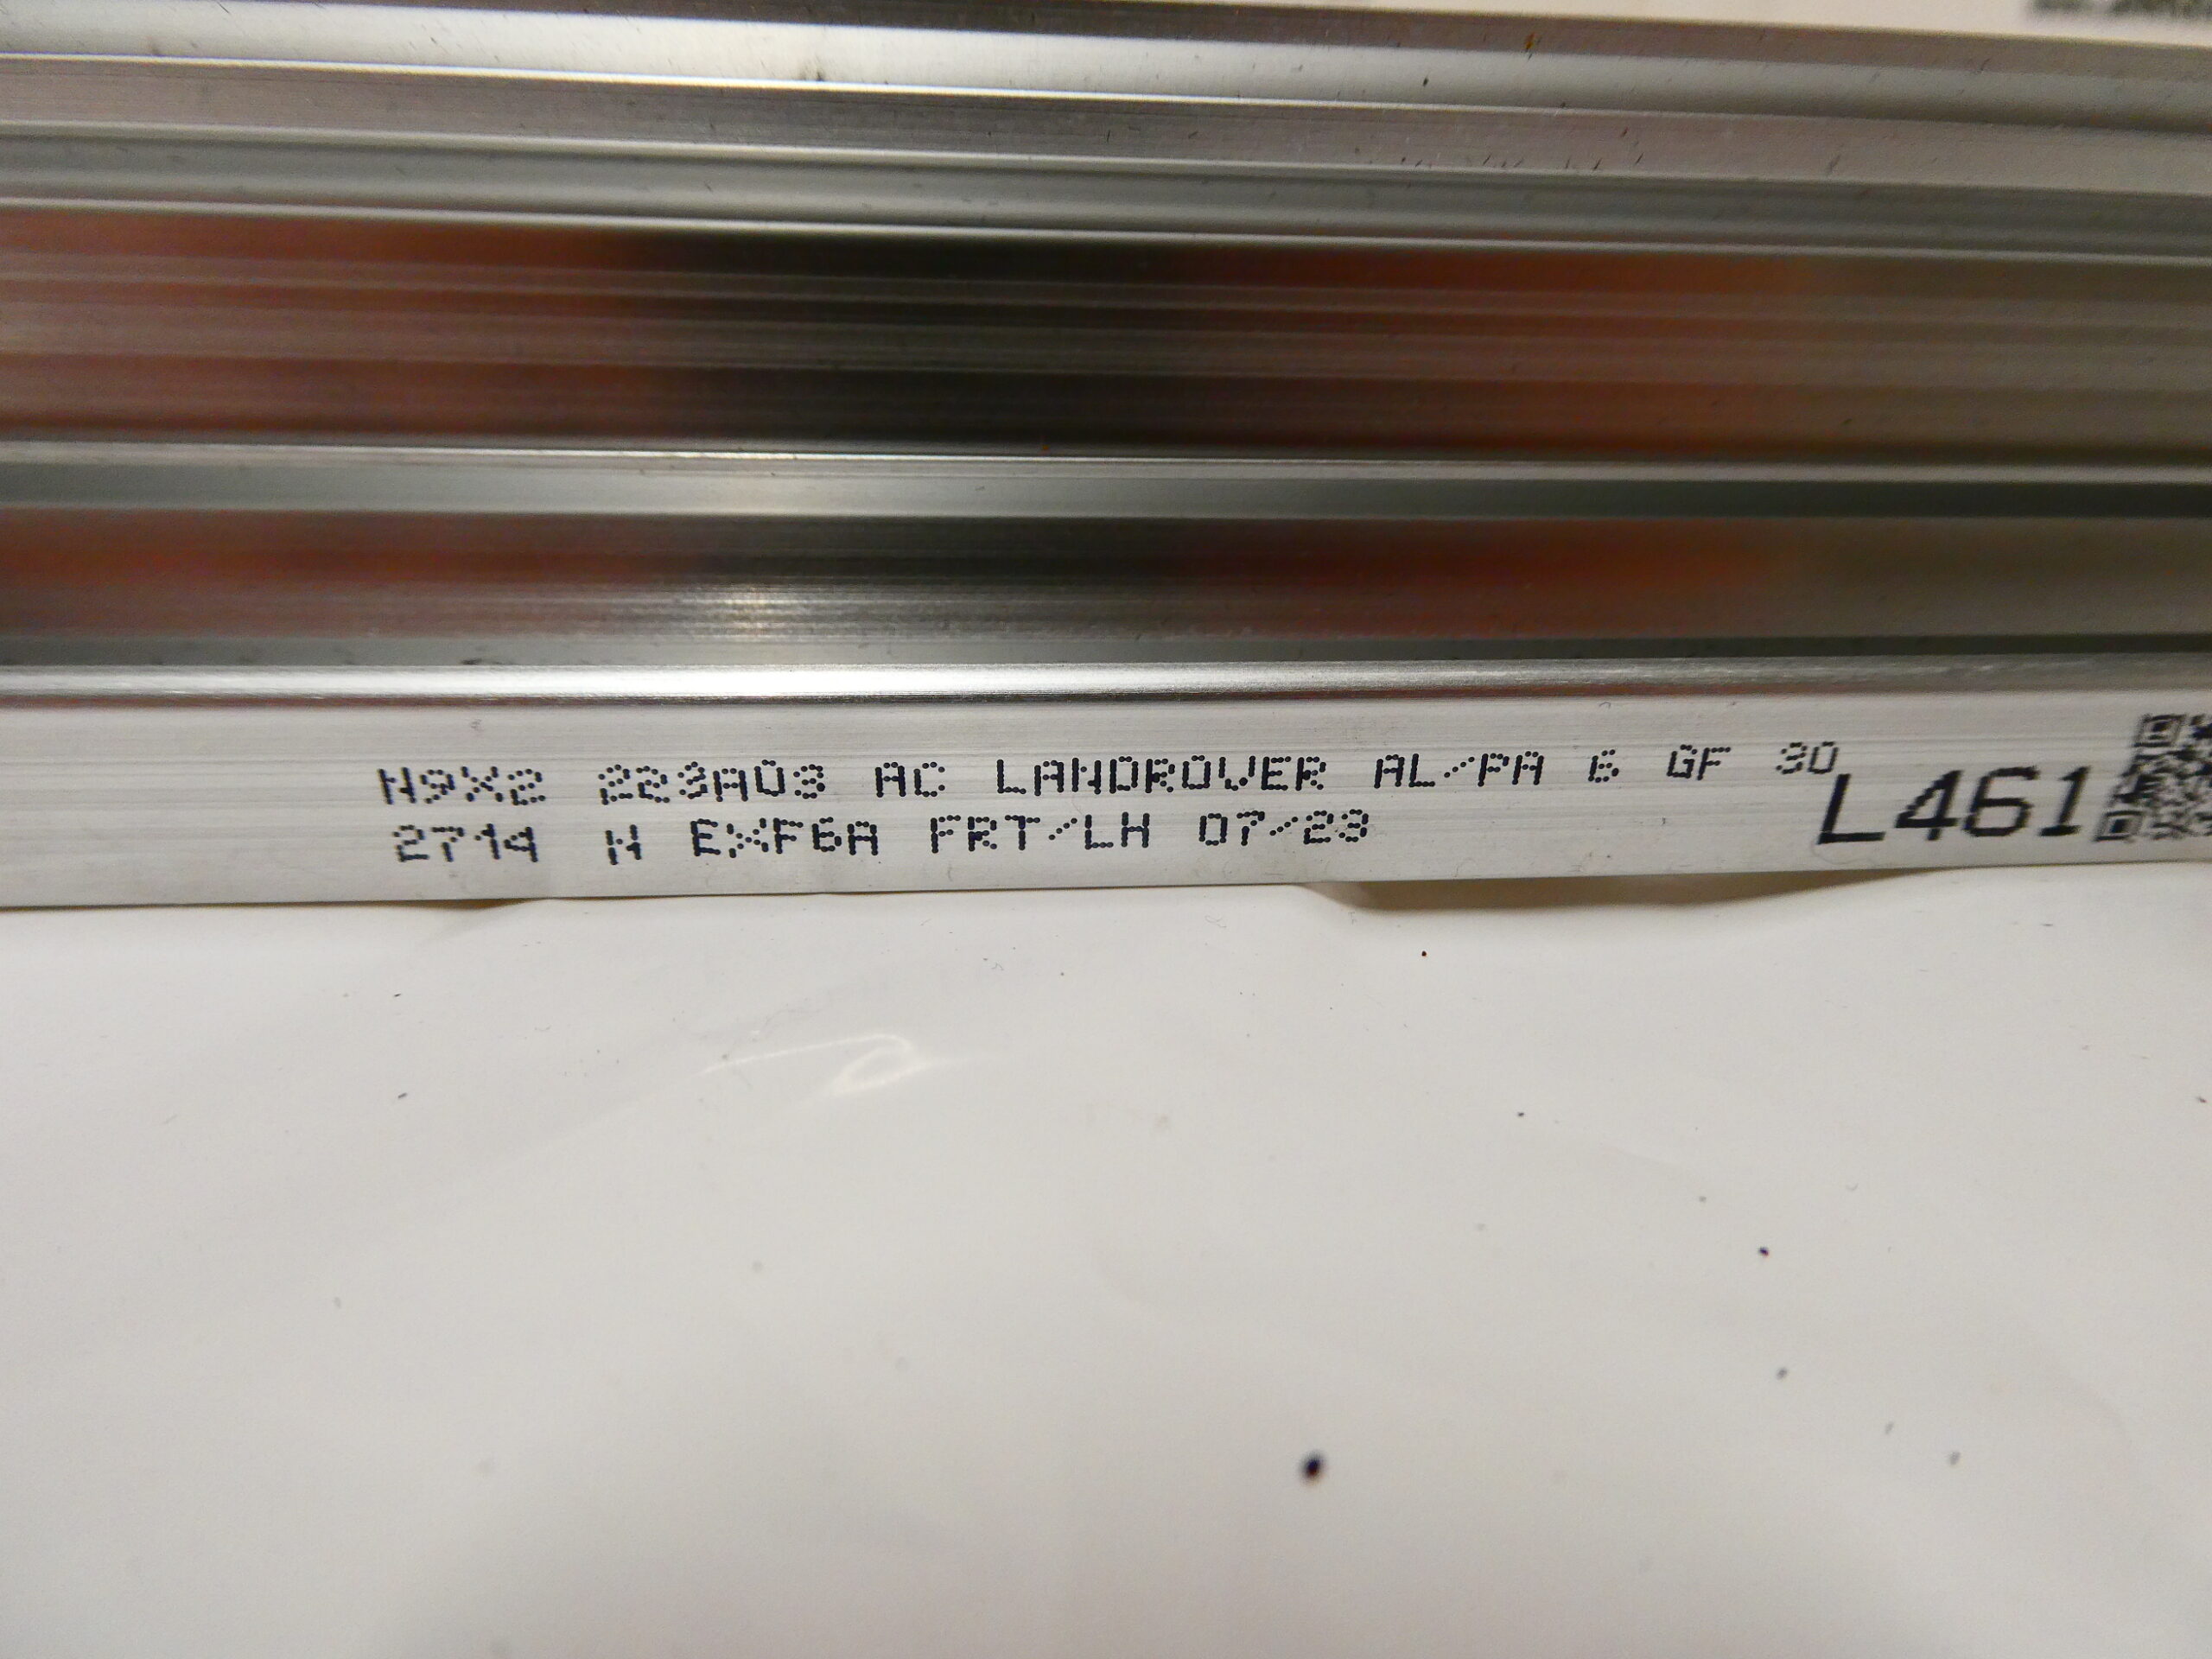 N9X2 223A03 AC LANDROVER AL/PA 6 GF 30
2714 N EXF6A FRT/LH 07/23
L461